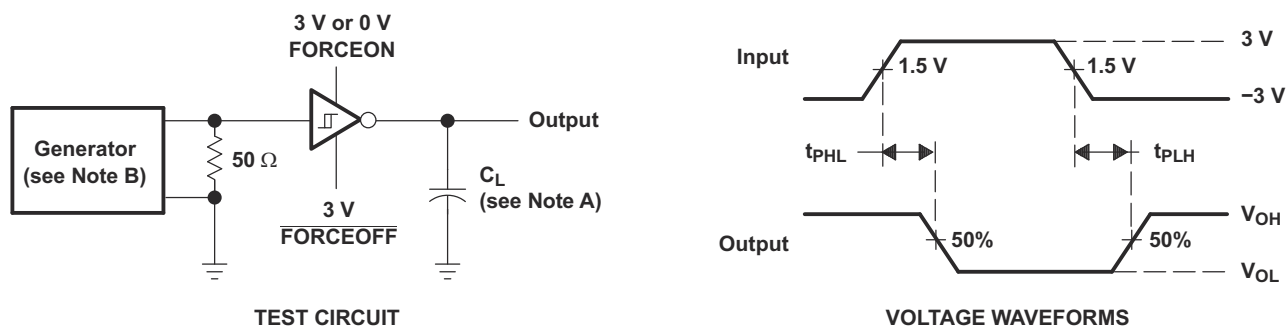 3 V or 0 V
FORCEON
Generator
(see Note B)
50 Ω
Output
CL
(see Note A)
3 V
FORCEOFF
TEST CIRCUIT
Input
1.5 V
1.5 V
3 V
−3 V
tPHL
tPLH
Output
50%
50%
VOH
VOL
VOLTAGE WAVEFORMS